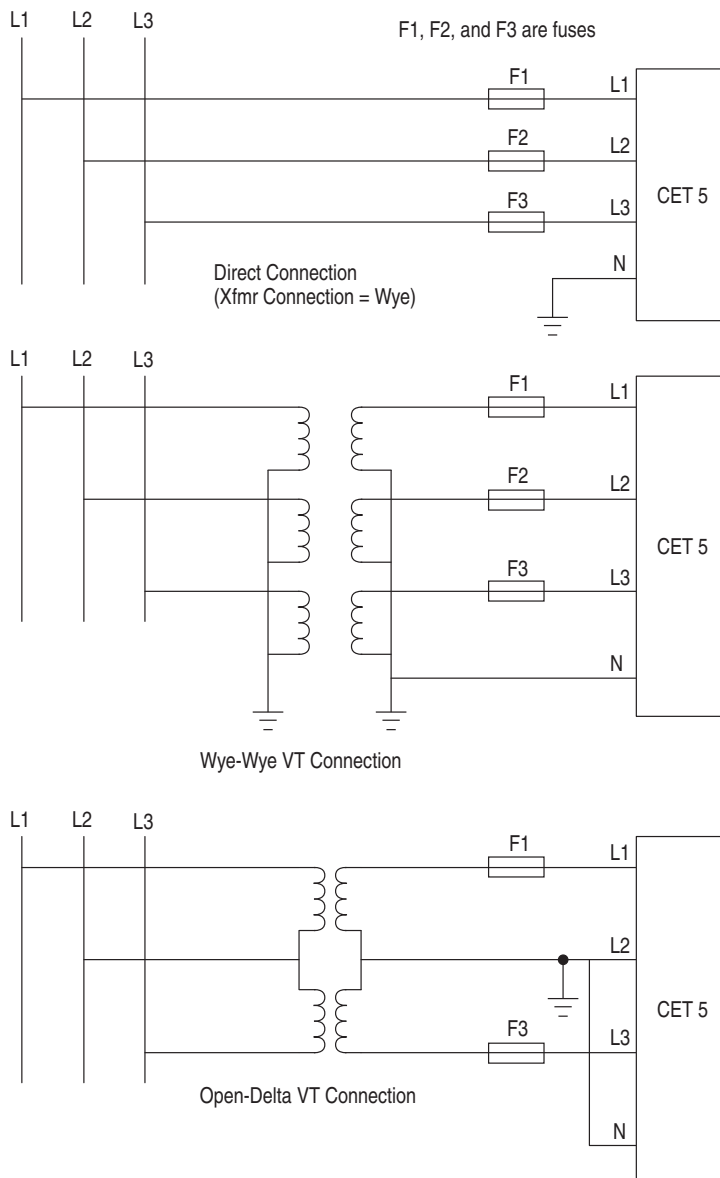 L1 L2 L3
F1, F2, and F3 are fuses
F1
L1
F2
L2
F3
L3
CET 5
N
Direct Connection
(Xfmr Connection = Wye)
L1 L2 L3
F1
L1
F2
L2
CET 5
F3
L3
N
Wye-Wye VT Connection
L1 L2 L3
F1
L1
L2
CET 5
F3
L3
Open-Delta VT Connection
N